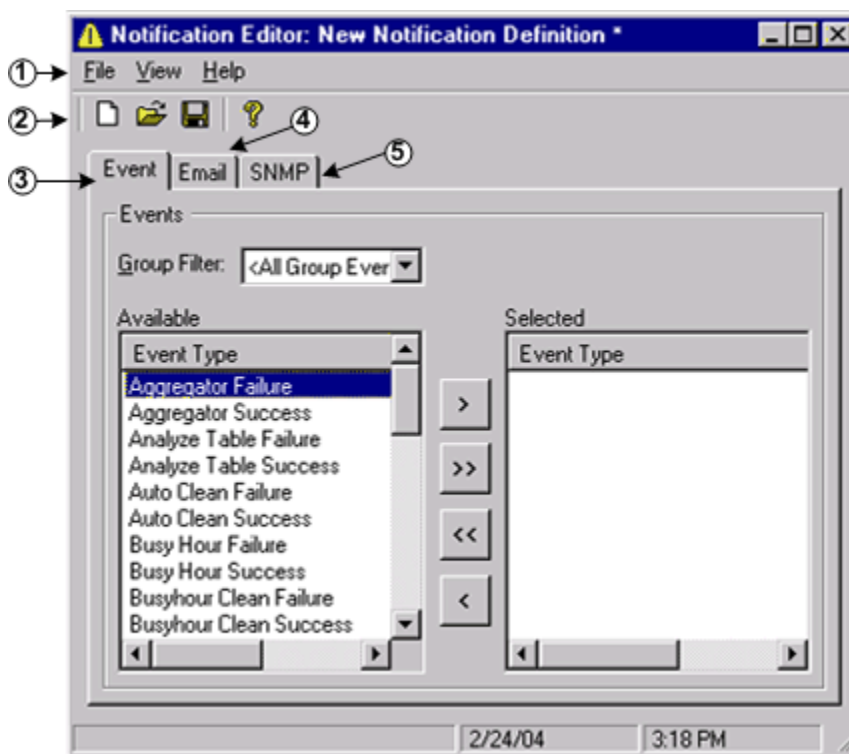 Notification Editor: New Notification Definition *
1 File View Help
2 ?
4
5
3 Event Email SNMP
Events
Group Filter: <All Group Ever
Available Selected
Event Type Event Type
Aggregator Failure
Aggregator Success
Analyze Table Failure
Analyze Table Success
Auto Clean Failure
Auto Clean Success
Busy Hour Failure
Busy Hour Success
Busyhour Clean Failure
Busyhour Clean Success
>
>>
<<
<
2/24/04 3:18 PM